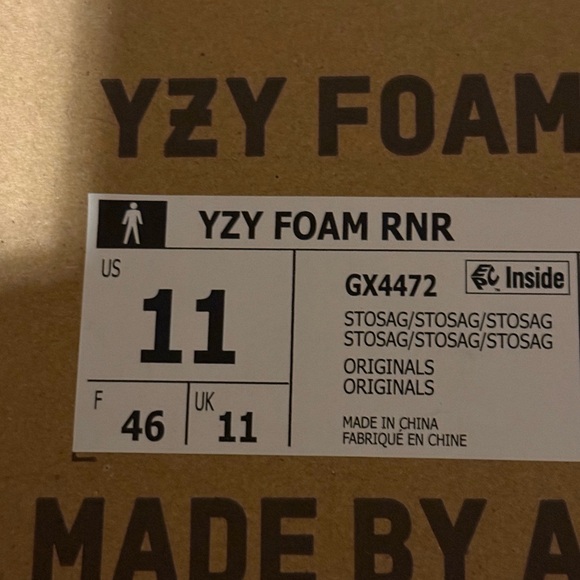 YZY FOAM
YZY FOAM RNR
US
11
F
46
UK
11
GX4472
Inside
STOSAG/STOSAG/STOSAG
STOSAG/STOSAG/STOSAG
ORIGINALS
ORIGINALS
MADE IN CHINA
FABRIQUÉ EN CHINE
MADE BY A